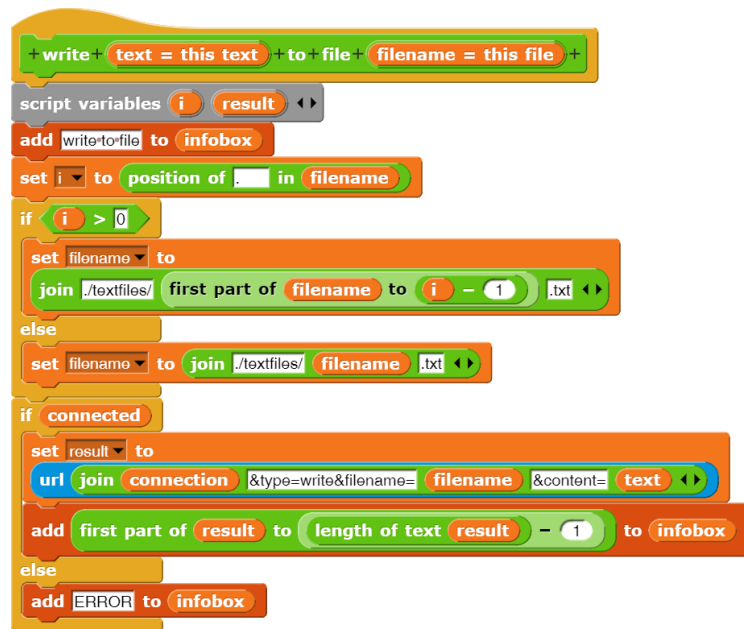 +write+ text = this text +to+file+ filename = this file +
script variables i result
add write to file to infobox
set i to position of . in filename
if i > 0
set filename to
join ./textfiles/ first part of filename to i - 1 .txt
else
set filename to join ./textfiles/ filename .txt
if connected
set result to
url join connection &type=write&filename= filename &content= text
add first part of result to length of text result - 1 to infobox
else
add ERROR to infobox